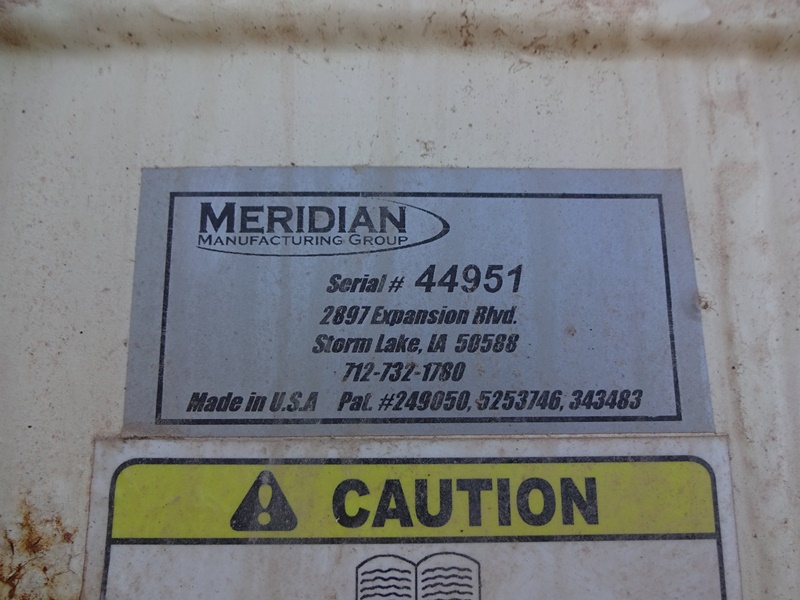 MERIDIAN
MANUFACTURING GROUP
Serial # 44951
2897 Expansion Blvd.
Storm Lake, IA 50588
712-732-1780
Made in U.S.A Pat. #249050, 5253746, 343483
CAUTION